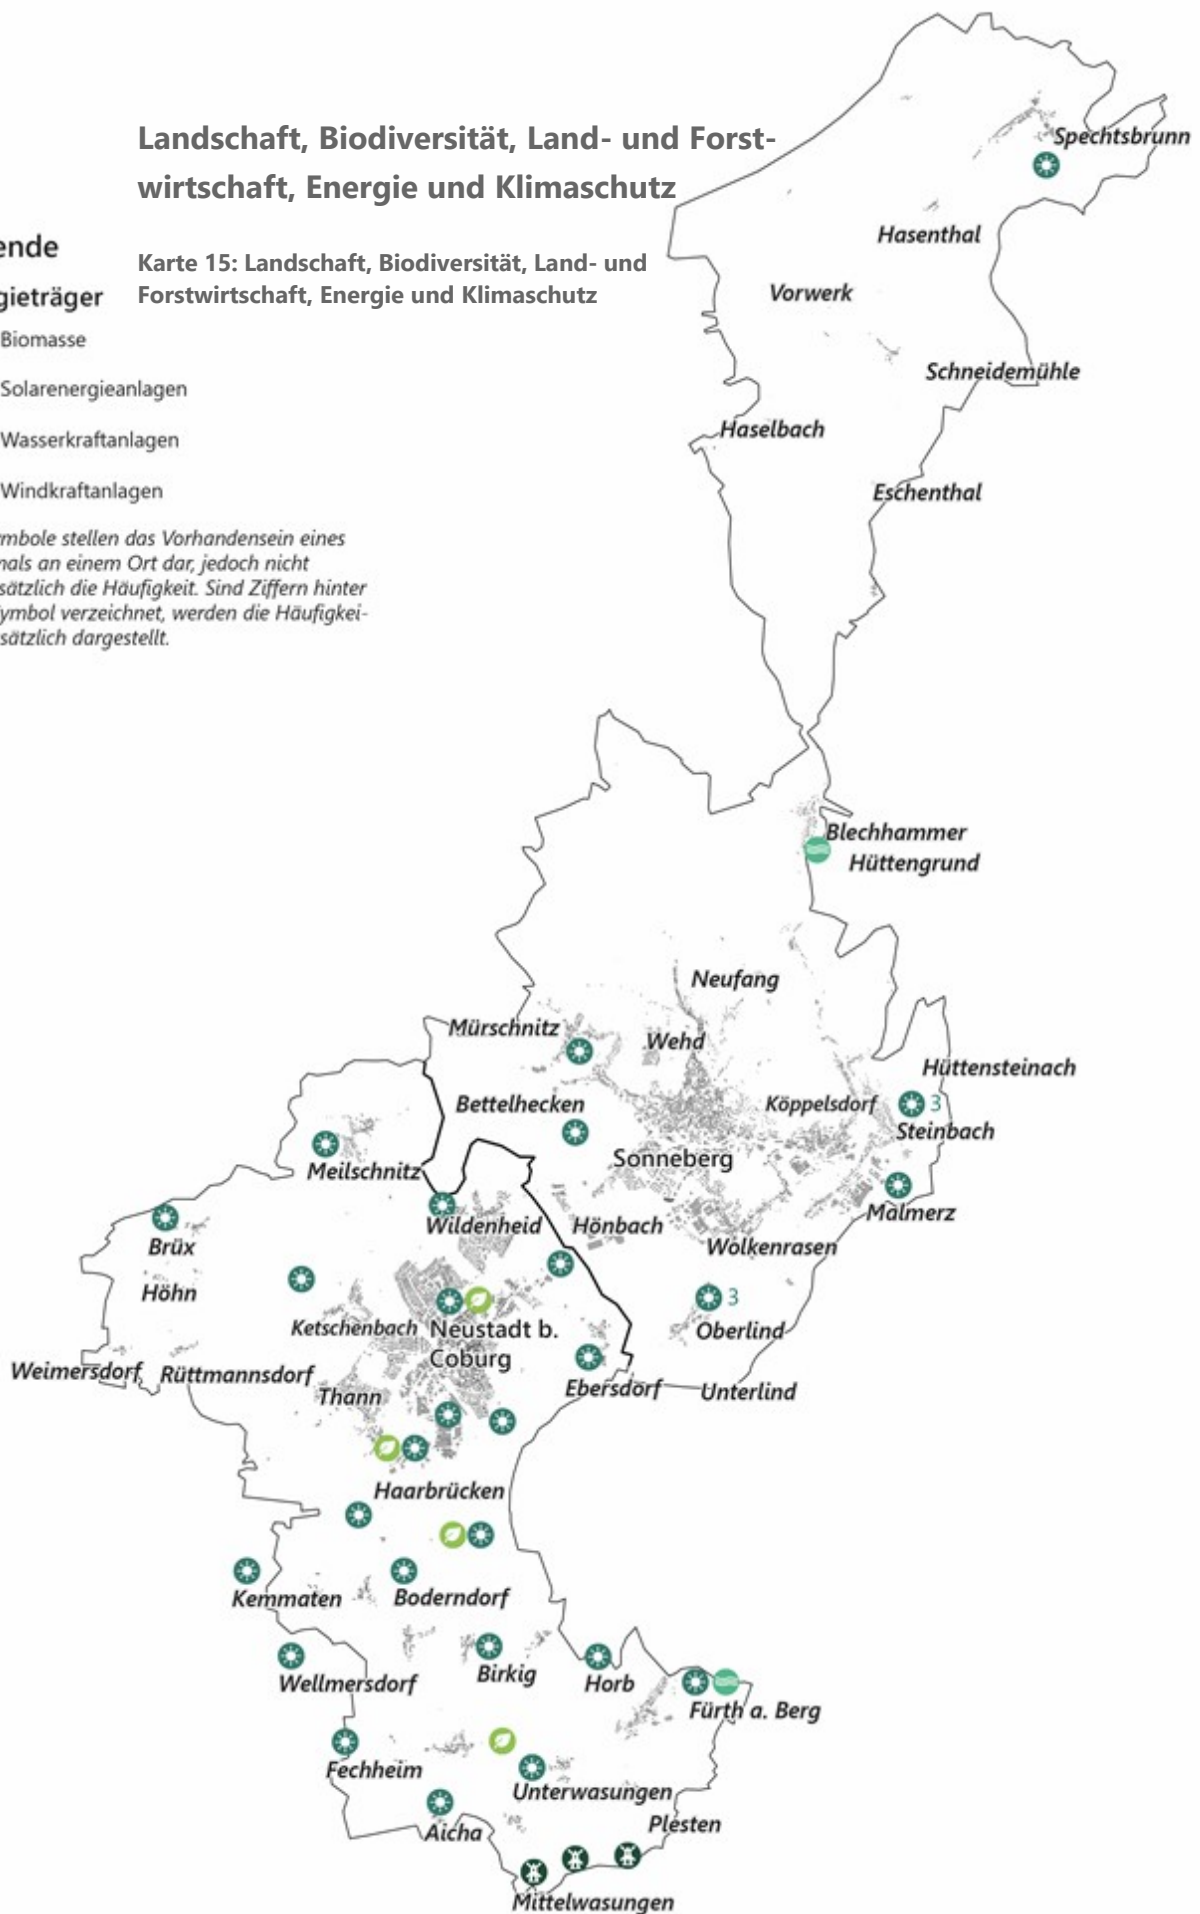 Landschaft, Biodiversität, Land- und Forst-
wirtschaft, Energie und Klimaschutz
Karte 15: Landschaft, Biodiversität, Land- und
Forstwirtschaft, Energie und Klimaschutz
ende
gieträger
Biomasse
Solarenergieanlagen
Wasserkraftanlagen
Windkraftanlagen
mbole stellen das Vorhandensein eines
nals an einem Ort dar, jedoch nicht
sätzlich die Häufigkeit. Sind Ziffern hinter
ymbol verzeichnet, werden die Häufigkei-
sätzlich dargestellt.
Spechtsbrunn
Hasenthal
Vorwerk
Schneidemühle
Haselbach
Eschenthal
Blechhammer
Hüttengrund
Neufang
Mürschnitz
Wehd
Hüttensteinach
Bettelhecken
Köppelsdorf
3
Steinbach
Sonneberg
Meilschnitz
Malmerz
Wildenheid
Hönbach
Brüx
Wolkenrasen
Höhn
3
Ketschenbach
Neustadt b.
Coburg
Oberlind
Weimersdorf
Rüttmannsdorf
Thann
Ebersdorf
Unterlind
Haarbrücken
Kemmaten
Boderndorf
Wellmersdorf
Birkig
Horb
Fürth a. Berg
Fechheim
Unterwasungen
Aicha
Plesten
Mittelwasungen